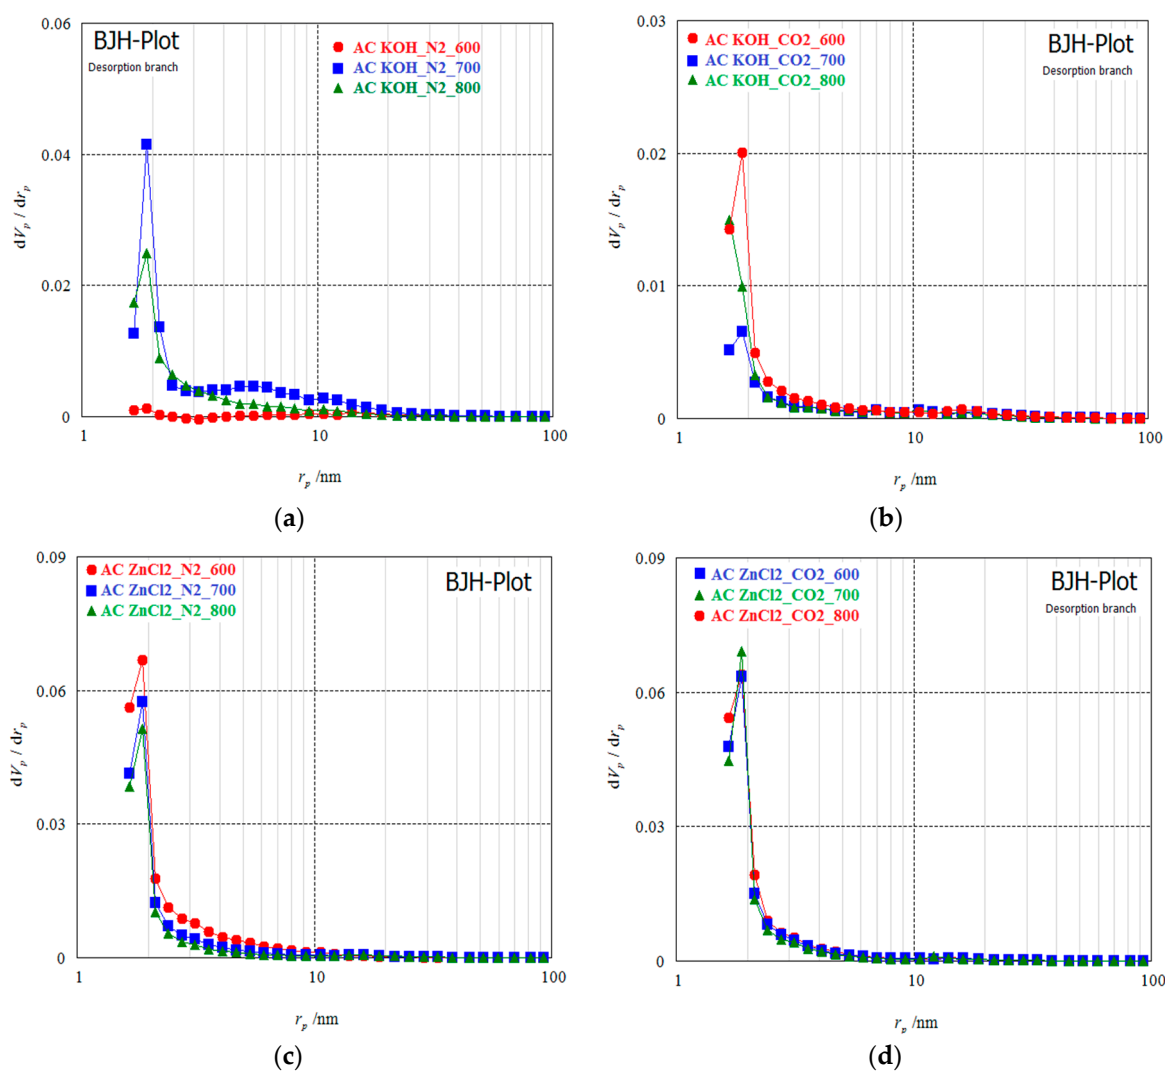 0.06
BJH-Plot
Desorption branch
AC KOH_N2_600
AC KOH_N2_700
AC KOH_N2_800
0.04
0.02
0
dVp / drp
1
10
100
rp /nm
(a)
0.03
AC KOH_CO2_600
AC KOH_CO2_700
AC KOH_CO2_800
BJH-Plot
Desorption branch
0.02
0.01
0
dVp / drp
1
10
100
rp /nm
(b)
0.09
AC ZnCl2_N2_600
AC ZnCl2_N2_700
AC ZnCl2_N2_800
BJH-Plot
0.06
0.03
0
dVp / drp
1
10
100
rp /nm
(c)
0.09
AC ZnCl2_CO2_600
AC ZnCl2_CO2_700
AC ZnCl2_CO2_800
BJH-Plot
Desorption branch
0.06
0.03
0
dVp / drp
1
10
100
rp /nm
(d)